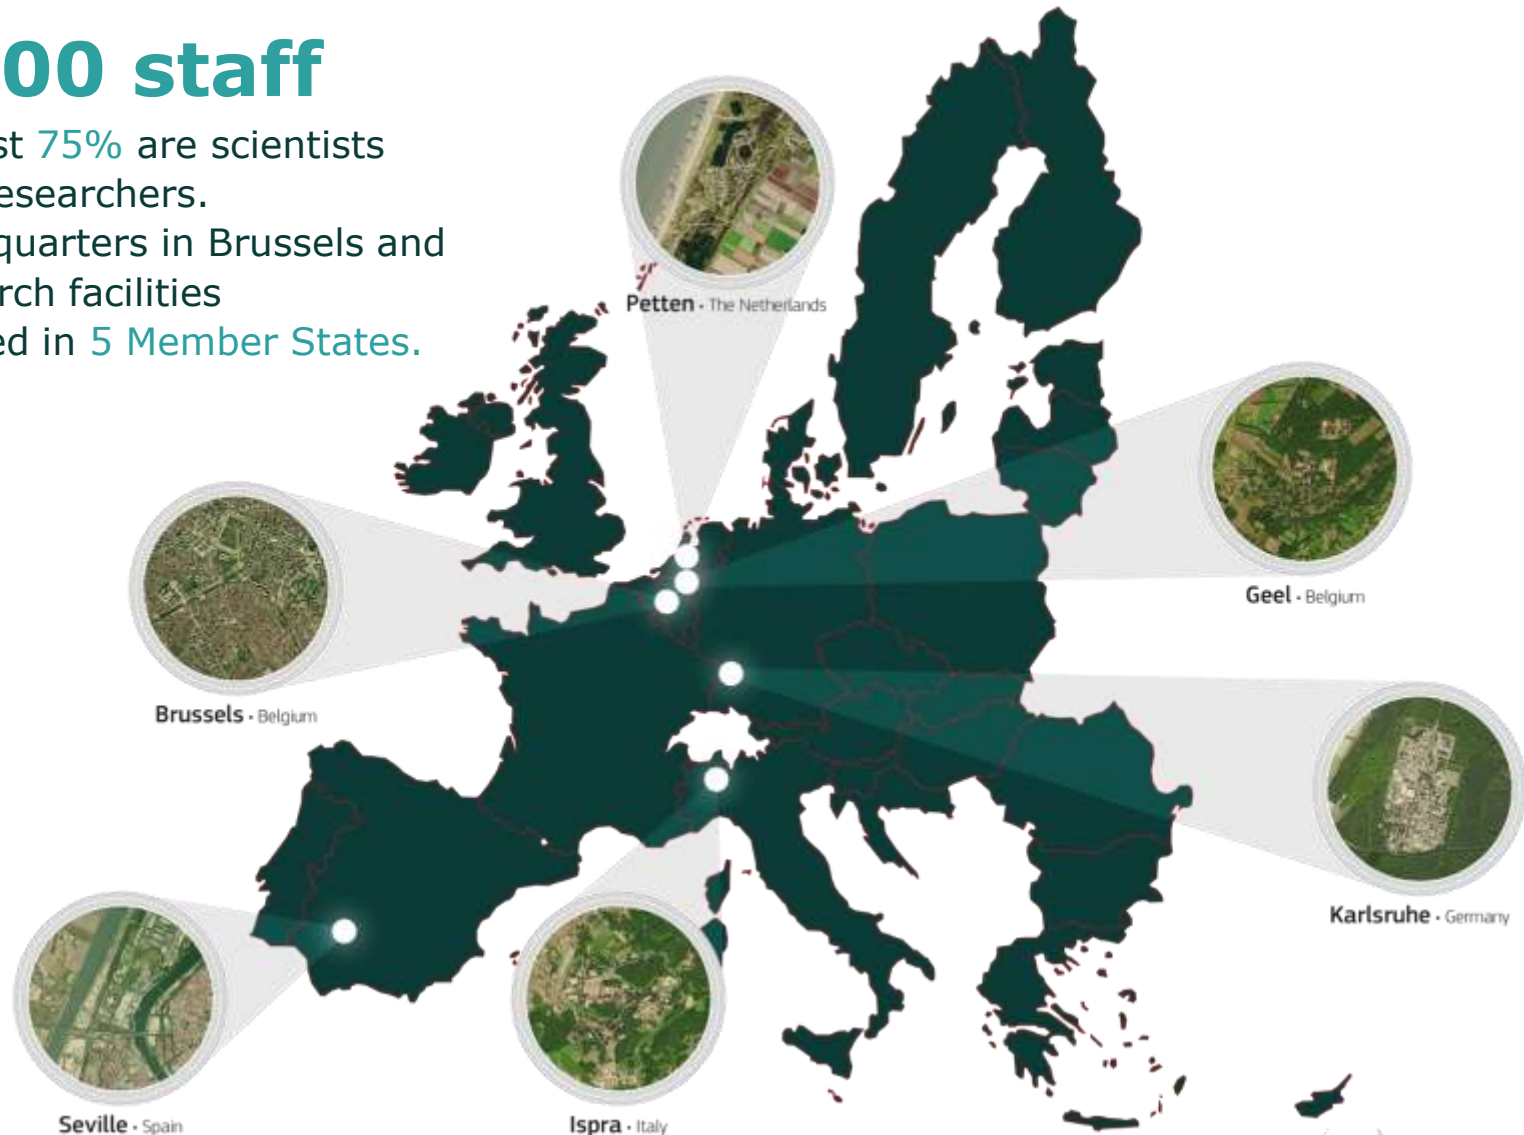 00 staff
st 75% are scientists
esearchers.
quarters in Brussels and
rch facilities
ed in 5 Member States.
Petten · The Netherlands
Geel · Belgium
Brussels · Belgium
Karlsruhe · Germany
Seville · Spain
Ispra · Italy